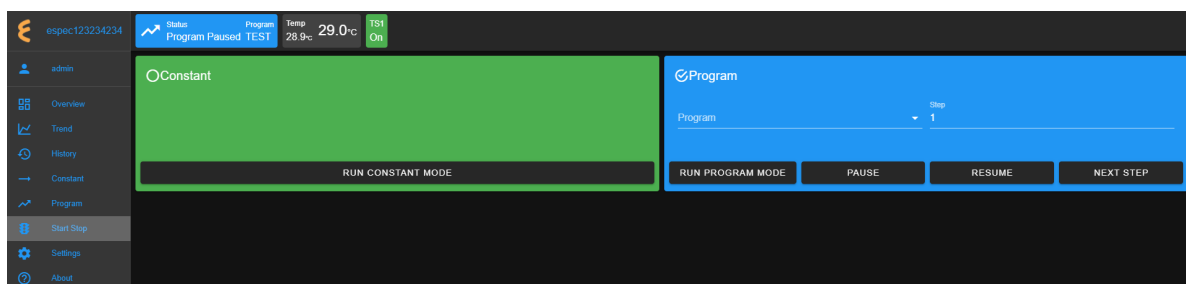 espec123234234
Status Program
Program Paused TEST
Temp
28.9°c 29.0°c
TS1
On
admin
Overview
Trend
History
Constant
Program
Start Stop
Settings
About
Constant
RUN CONSTANT MODE
Program
Program
Step
1
RUN PROGRAM MODE PAUSE RESUME NEXT STEP